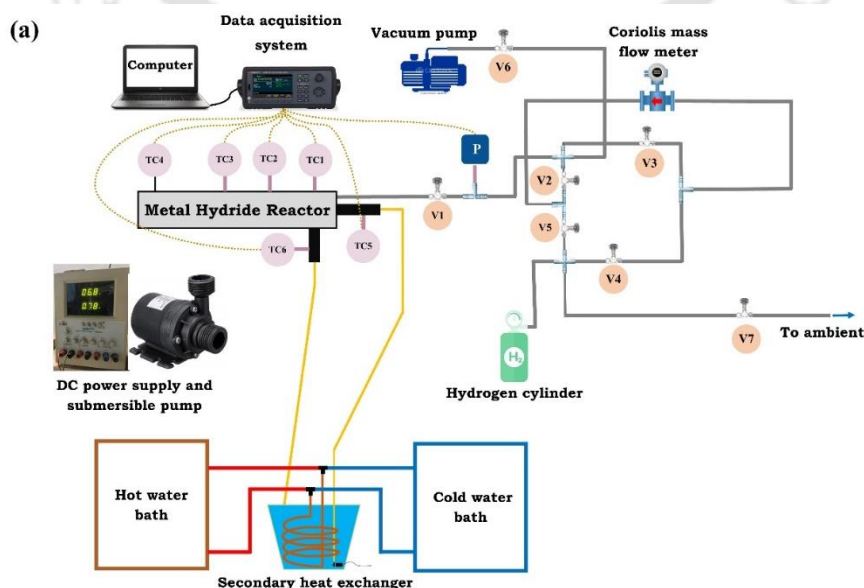 (a)
Data acquisition
system
Computer
Vacuum pump
V6
Coriolis mass
flow meter
TC4
TC3
TC2
TC1
P
V3
V2
V1
V5
V4
Metal Hydride Reactor
TC6
TC5
V7
To ambient
H₂
Hydrogen cylinder
068
078
DC power supply and
submersible pump
Hot water
bath
Cold water
bath
Secondary heat exchanger